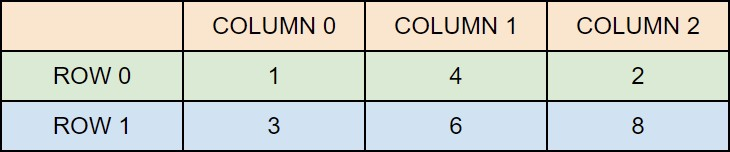 COLUMN 0 COLUMN 1 COLUMN 2
ROW 0 1 4 2
ROW 1 3 6 8